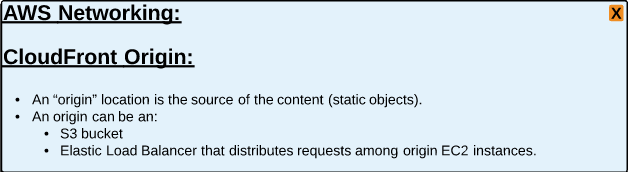 AWS Networking:
X
CloudFront Origin:
• An “origin” location is the source of the content (static objects).
• An origin can be an:
• S3 bucket
• Elastic Load Balancer that distributes requests among origin EC2 instances.